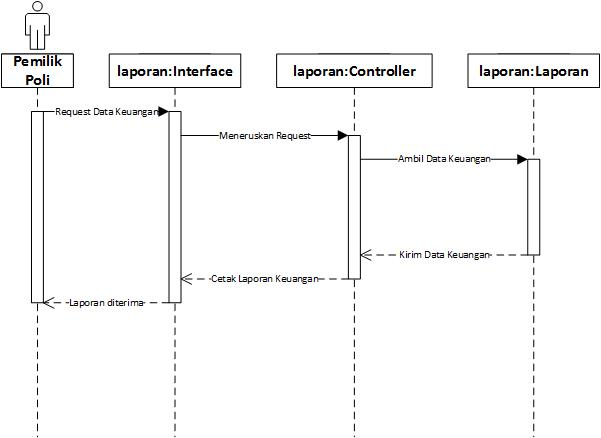 Pemilik
Poli
laporan:Interface
laporan:Controller
laporan:Laporan
Request Data Keuangan
Meneruskan Request
Ambil Data Keuangan
Kirim Data Keuangan
Cetak Laporan Keuangan
Laporan diterima